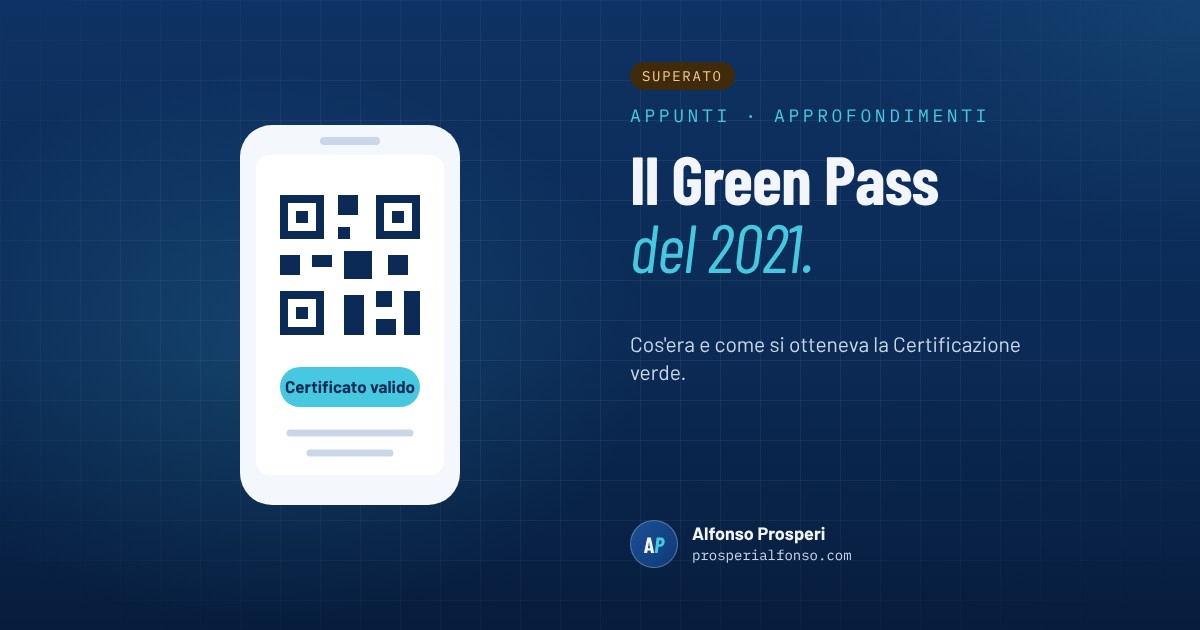 SUPERATO
APPUNTI · APPROFONDIMENTI
Il Green Pass
del 2021.
Cos'era e come si otteneva la Certificazione
verde.
Certificato valido
AP
Alfonso Prosperi
prosperialfonso.com